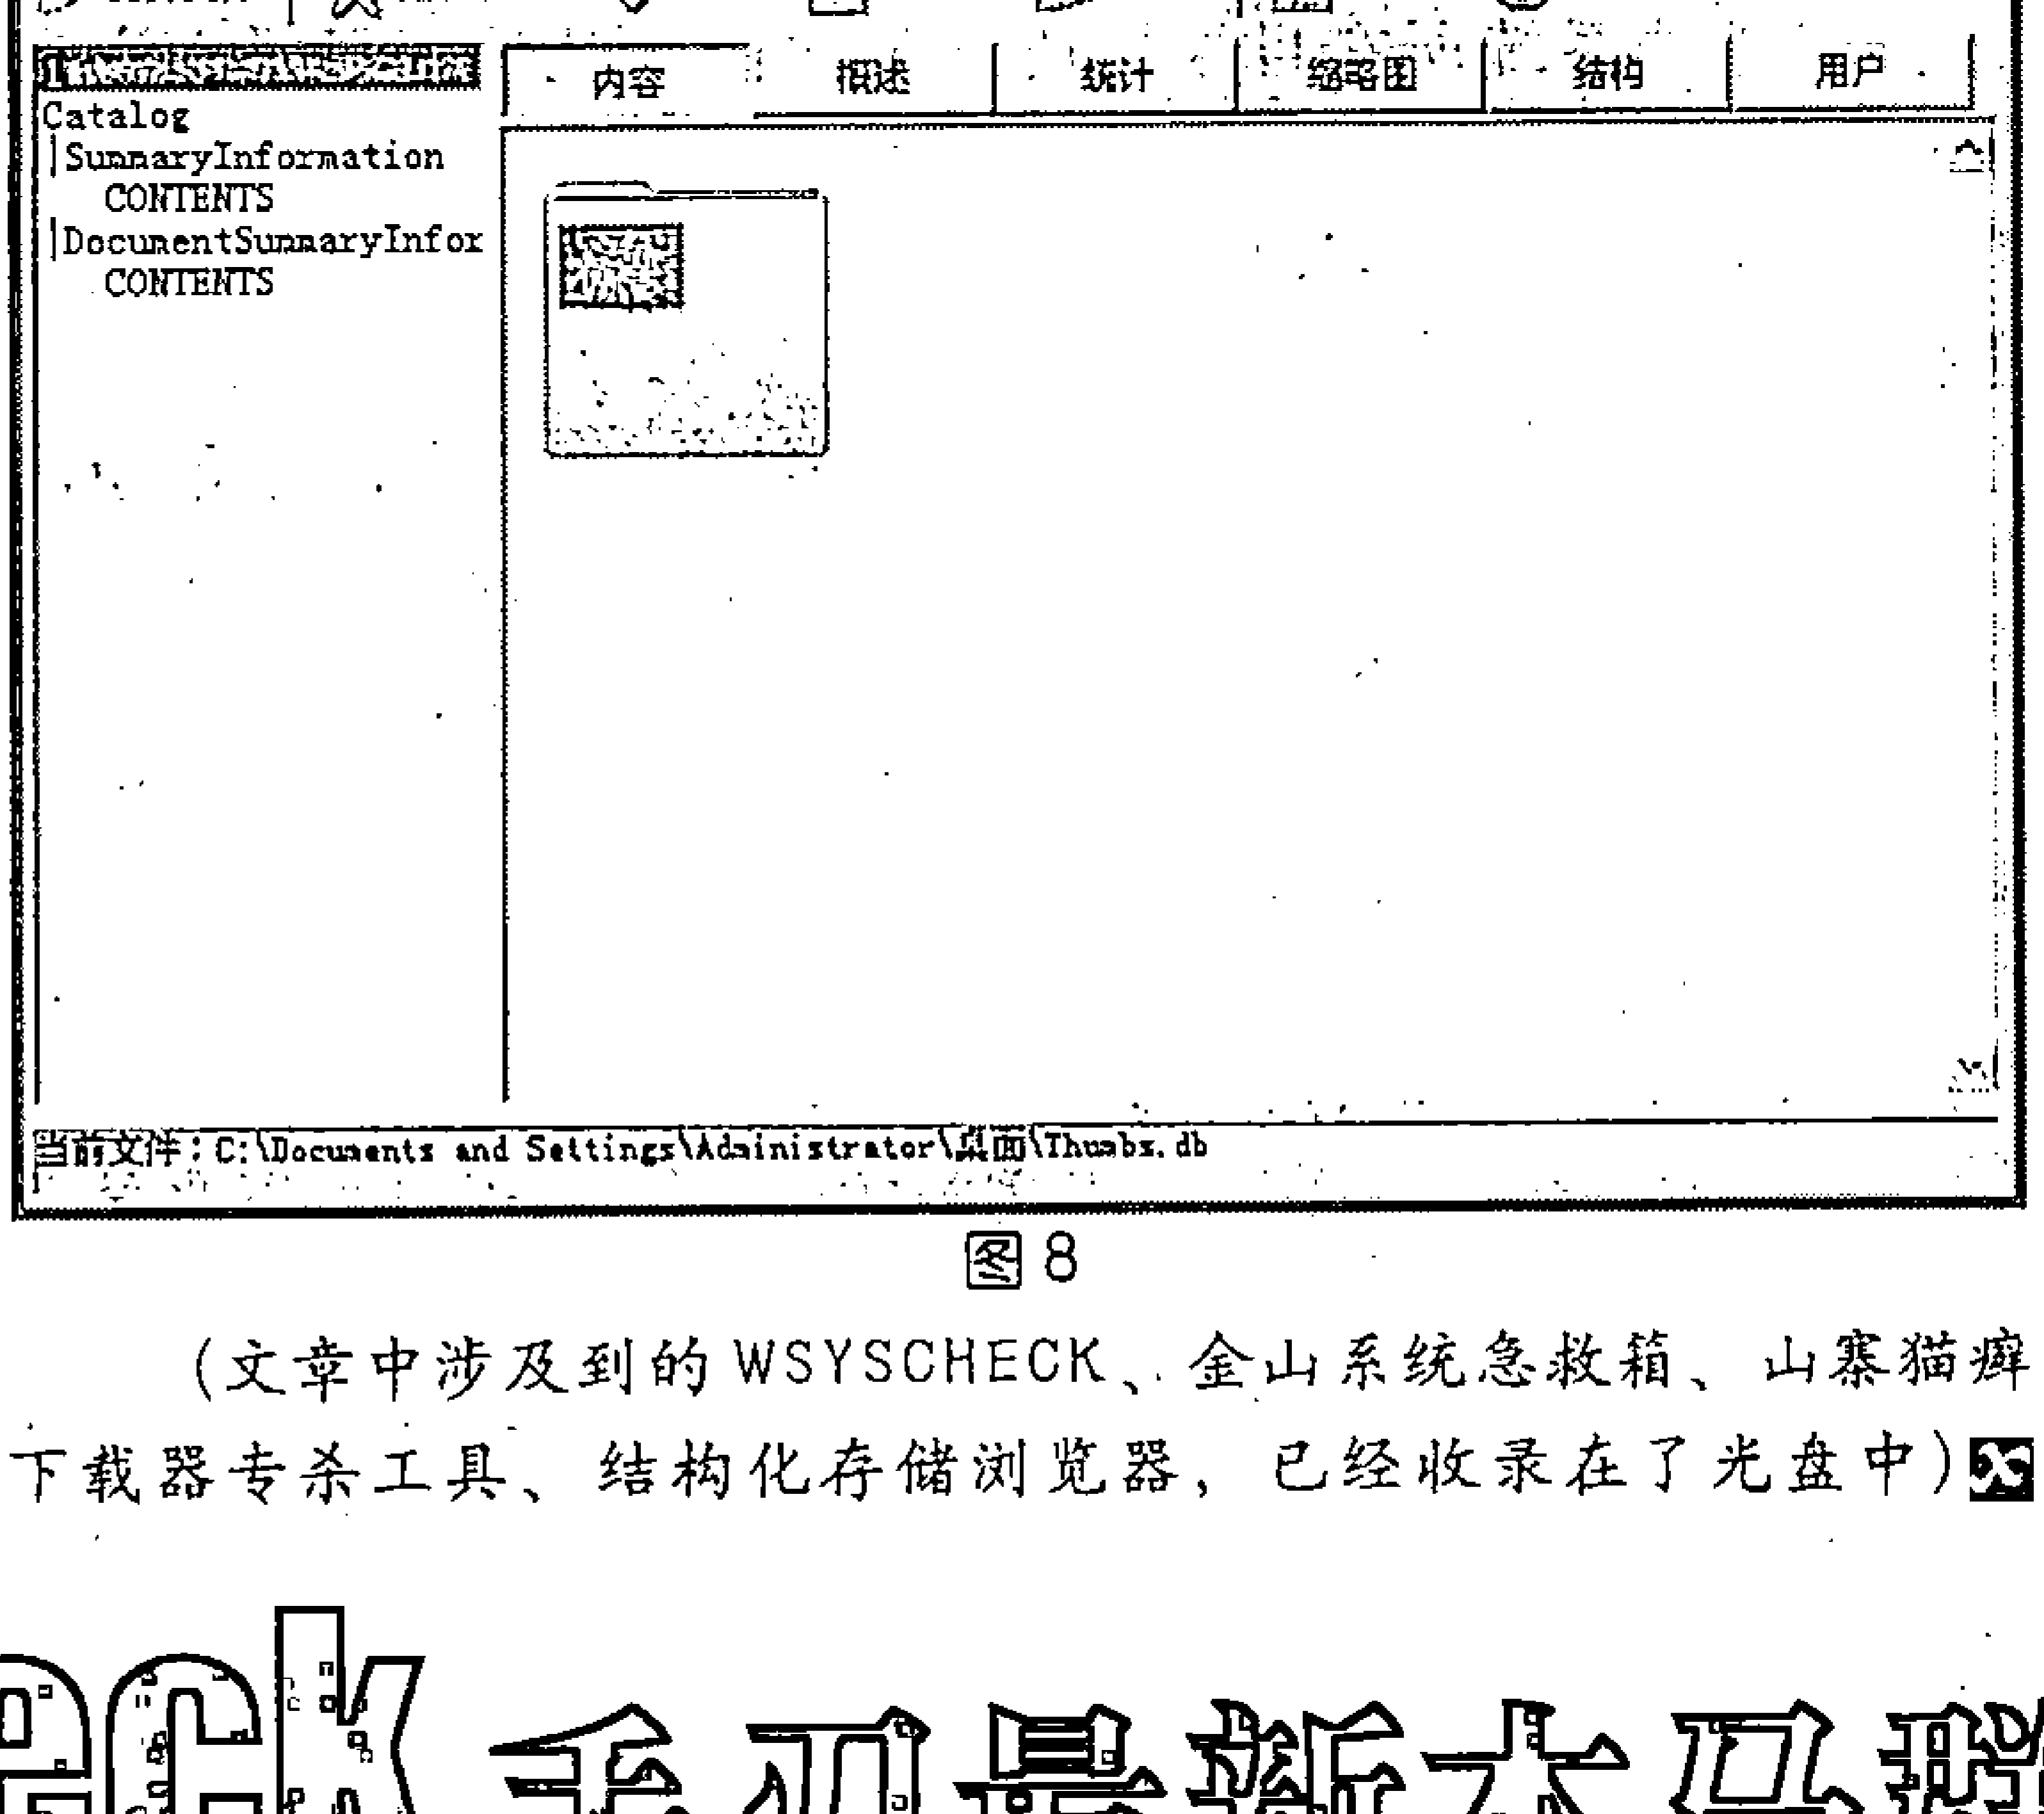 内容 概述 统计 缩略图 结构 用户
Catalog
|SummaryInformation
CONTENTS
|DocumentSummaryInfor
CONTENTS
当前文件：C:\Documents and Settings\Administrator\桌面\Thumbs.db
图8
(文章中涉及到的WSYSCHECK、金山系统急救箱、山寨猫癣
下载器专杀工具、结构化存储浏览器，已经收录在了光盘中)